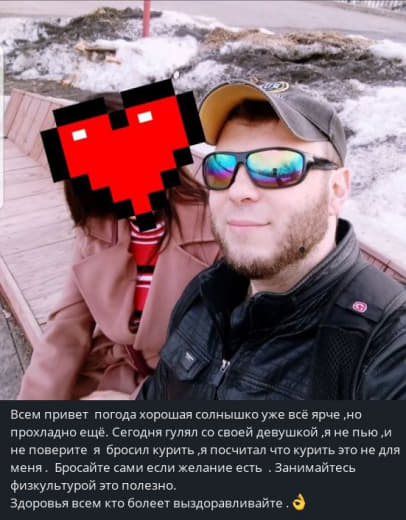 Всем привет  погода хорошая солнышко уже всё ярче ,но
прохладно ещё. Сегодня гулял со своей девушкой ,я не пью ,и
не поверите  я  бросил курить ,я посчитал что курить это не для
меня .  Бросайте сами если желание есть  . Занимайтесь
физкультурой это полезно.
Здоровья всем кто болеет выздоравливайте . 👌